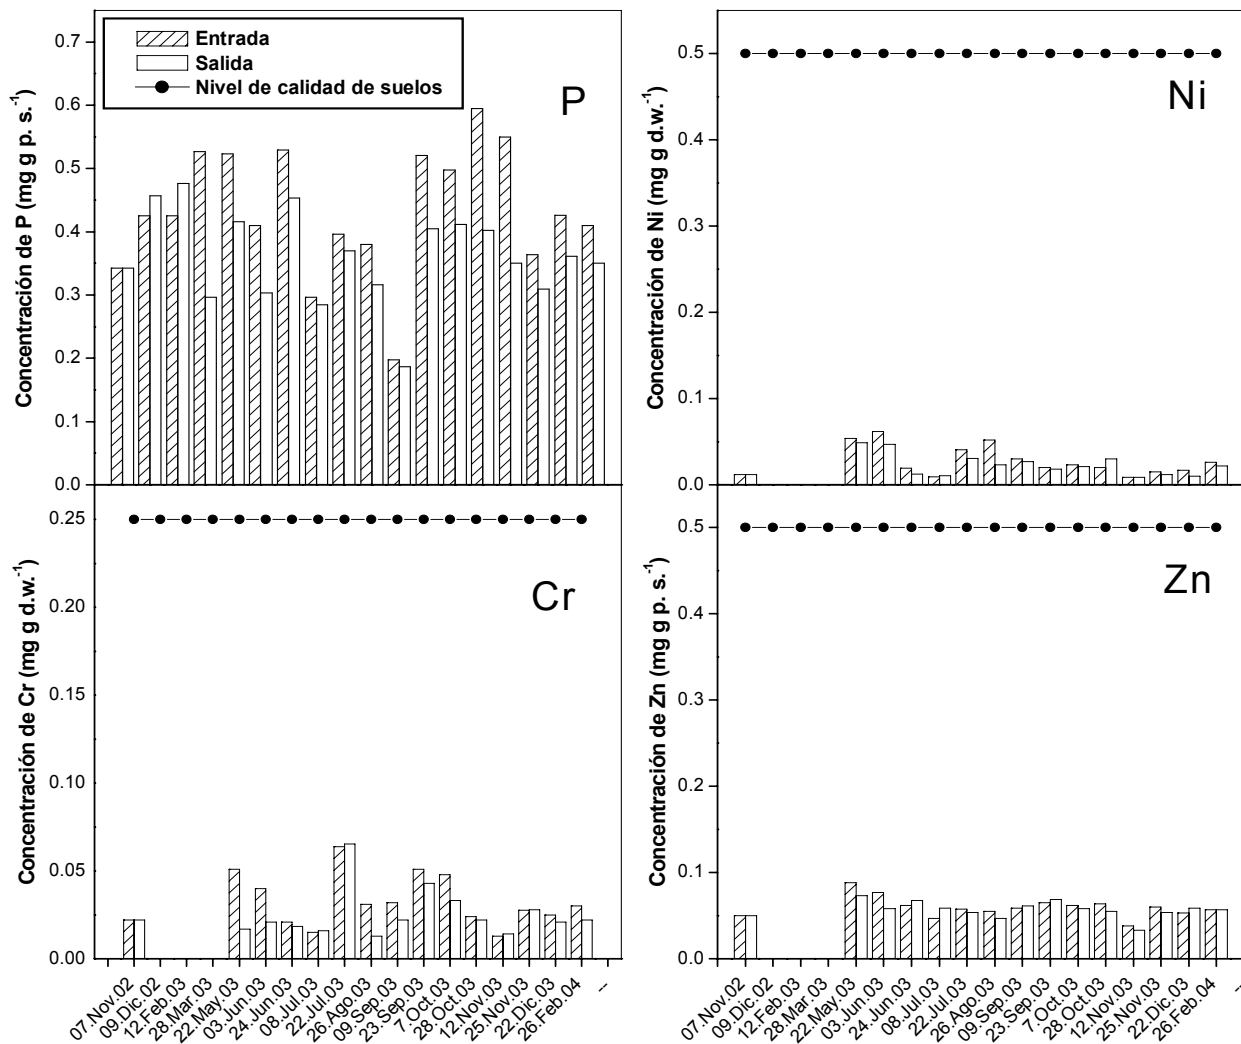 Entrada
Salida
Nivel de calidad de suelos
P
Concentración de P (mg g p. s.-1)
0.7
0.6
0.5
0.4
0.3
0.2
0.1
0.0
Ni
Concentración de Ni (mg g d.w.-1)
0.5
0.4
0.3
0.2
0.1
0.0
Cr
Concentración de Cr (mg g d.w.-1)
0.25
0.20
0.15
0.10
0.05
0.00
07.Nov.02
09.Dic.02
12.Feb.03
28.Mar.03
22.May.03
03.Jun.03
24.Jun.03
08.Jul.03
22.Jul.03
26.Ago.03
09.Sep.03
23.Sep.03
7.Oct.03
28.Oct.03
12.Nov.03
25.Nov.03
22.Dic.03
26.Feb.04
--
Zn
Concentración de Zn (mg g p. s.-1)
0.5
0.4
0.3
0.2
0.1
0.0
07.Nov.02
09.Dic.02
12.Feb.03
28.Mar.03
22.May.03
03.Jun.03
24.Jun.03
08.Jul.03
22.Jul.03
26.Ago.03
09.Sep.03
23.Sep.03
7.Oct.03
28.Oct.03
12.Nov.03
25.Nov.03
22.Dic.03
26.Feb.04
--